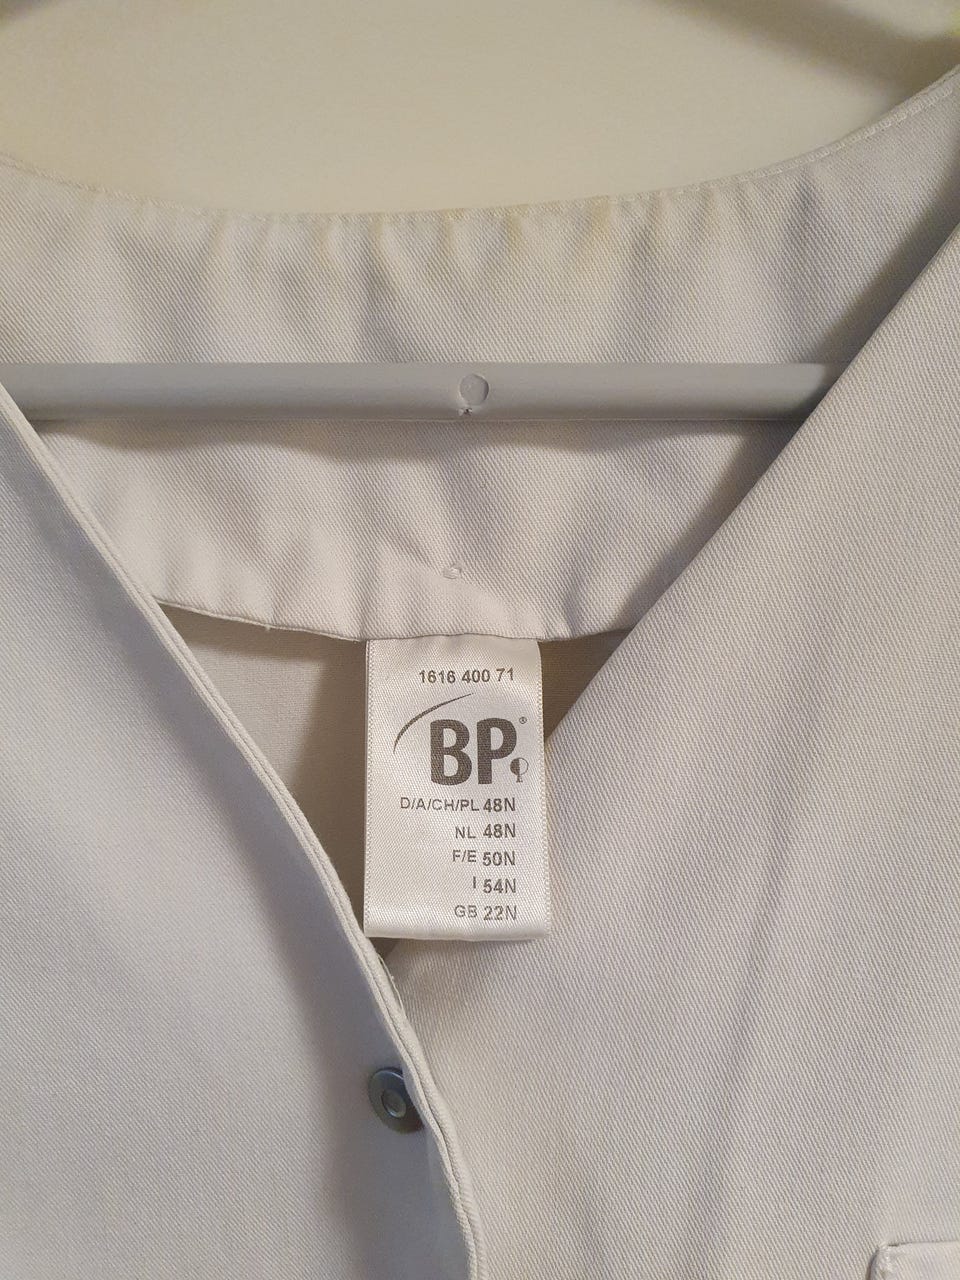 1616 400 71
BP®
D/A/CH/PL 48N
NL 48N
F/E 50N
I 54N
GB 22N